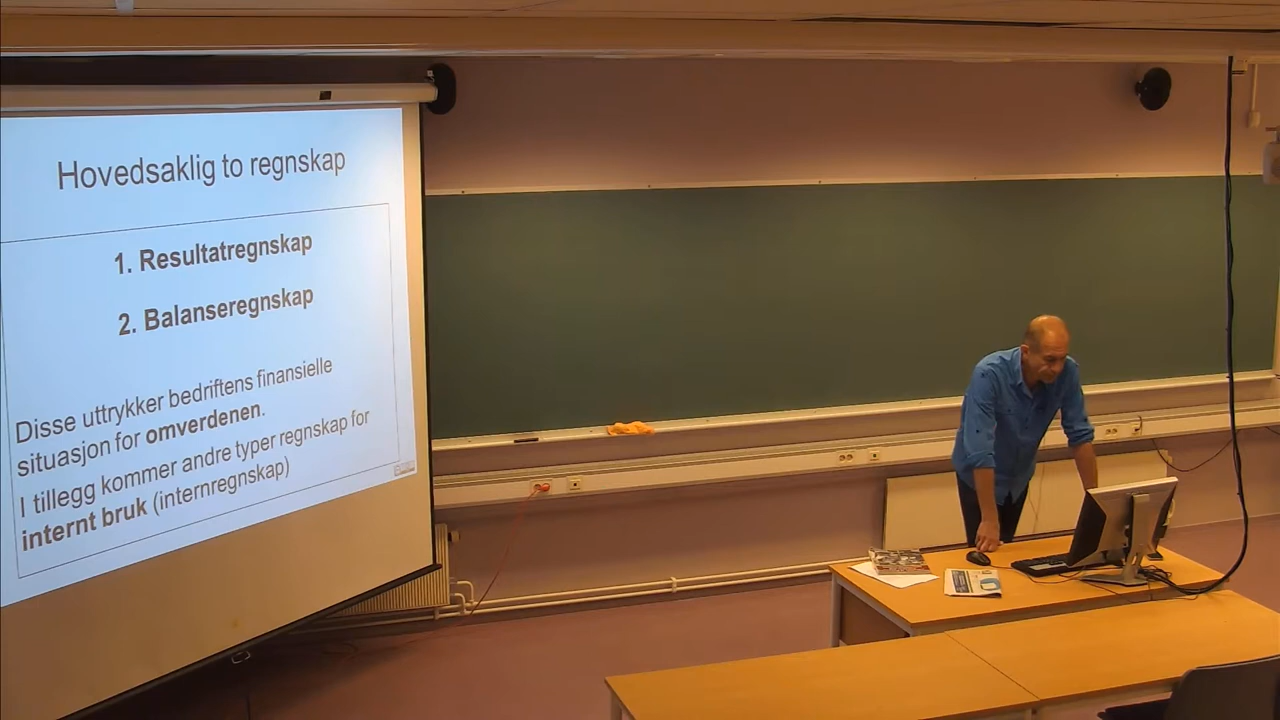 Hovedsaklig to regnskap
1. Resultatregnskap
2. Balanseregnskap
Disse uttrykker bedriftens finansielle
situasjon for omverdenen.
I tillegg kommer andre typer regnskap for
internt bruk (internregnskap)